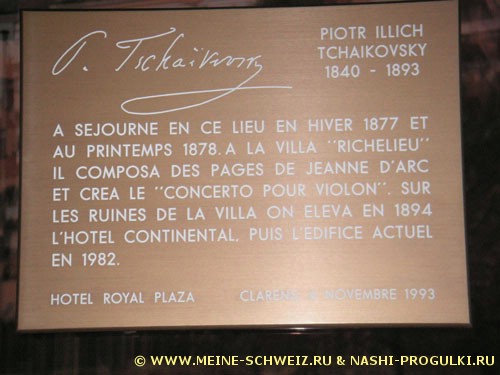 P. Tschaïkovsky
PIOTR ILLICH
TCHAIKOVSKY
1840 - 1893
A SEJOURNE EN CE LIEU EN HIVER 1877 ET
AU PRINTEMPS 1878. A LA VILLA "RICHELIEU"
IL COMPOSA DES PAGES DE JEANNE D'ARC
ET CREA LE "CONCERTO POUR VIOLON". SUR
LES RUINES DE LA VILLA ON ELEVA EN 1894
L'HOTEL CONTINENTAL, PUIS L'EDIFICE ACTUEL
EN 1982.
HOTEL ROYAL PLAZA CLARENS NOVEMBRE 1993
© WWW.MEINE-SCHWEIZ.RU & NASHI-PROGULKI.RU